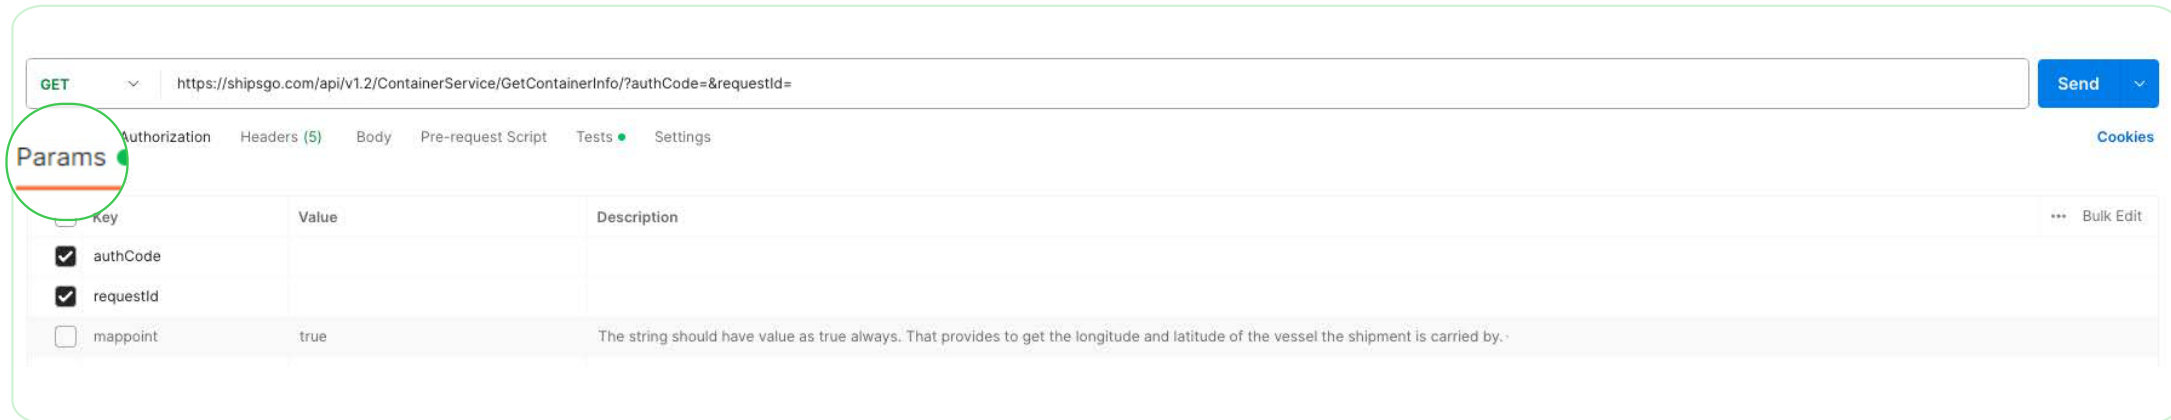 GET https://shipsgo.com/api/v1.2/ContainerService/GetContainerInfo/?authCode=&requestId= Send
Params Authorization Headers (5) Body Pre-request Script Tests Settings Cookies
Key Value Description ••• Bulk Edit
authCode
requestId
mappoint true The string should have value as true always. That provides to get the longitude and latitude of the vessel the shipment is carried by.